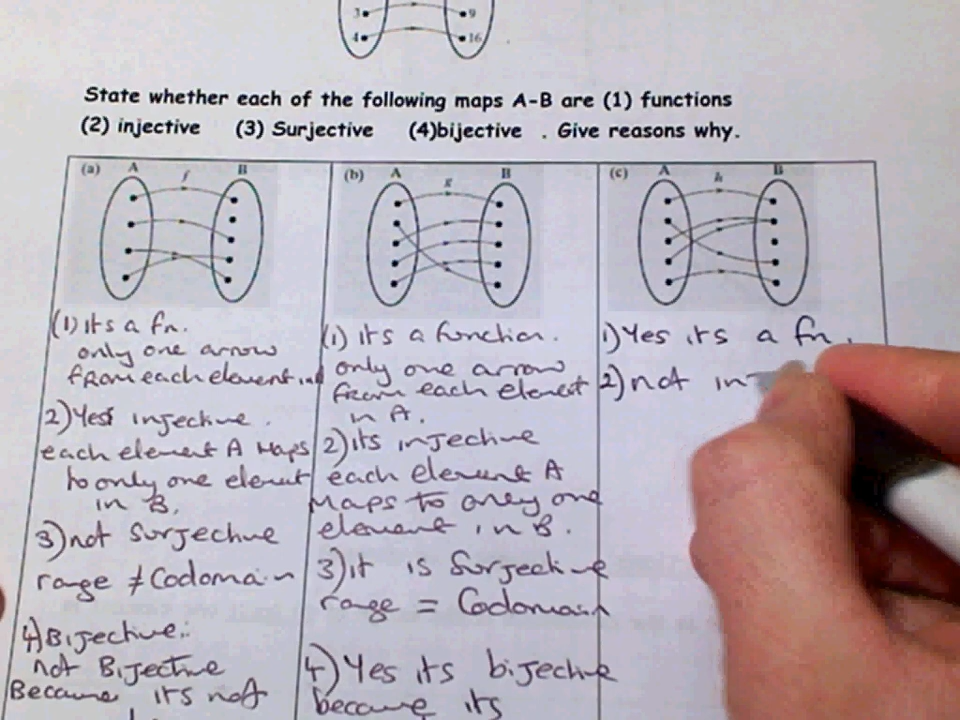 3 9
4 16
State whether each of the following maps A-B are (1) functions
(2) injective (3) Surjective (4)bijective . Give reasons why.
(a) A f B
(b) A g B
(c) A h B
(1) its a fn.
only one arrow
from each element in
2) Yes injective.
each element A Maps
to only one element
in B.
3) not Surjective
range ≠ Codomain
4) Bijective:
not Bijective
Because its not
(1) its a function.
only one arrow
from each element
in A.
2) its injective
each element A
Maps to only one
element in B.
3) it is Surjective
range = Codomain
4) Yes its bijective
because its
1) Yes its a fn.
2) not in